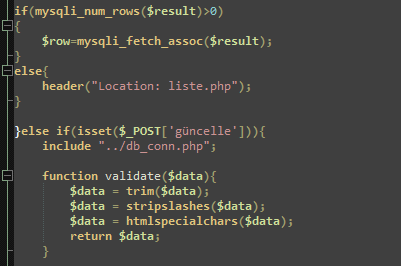 if(mysqli_num_rows($result)>0)
{
    $row=mysqli_fetch_assoc($result);
}
else{
    header("Location: liste.php");
}
}else if(isset($_POST['güncelle'])){
    include "../db_conn.php";
    function validate($data){
        $data = trim($data);
        $data = stripslashes($data);
        $data = htmlspecialchars($data);
        return $data;
    }